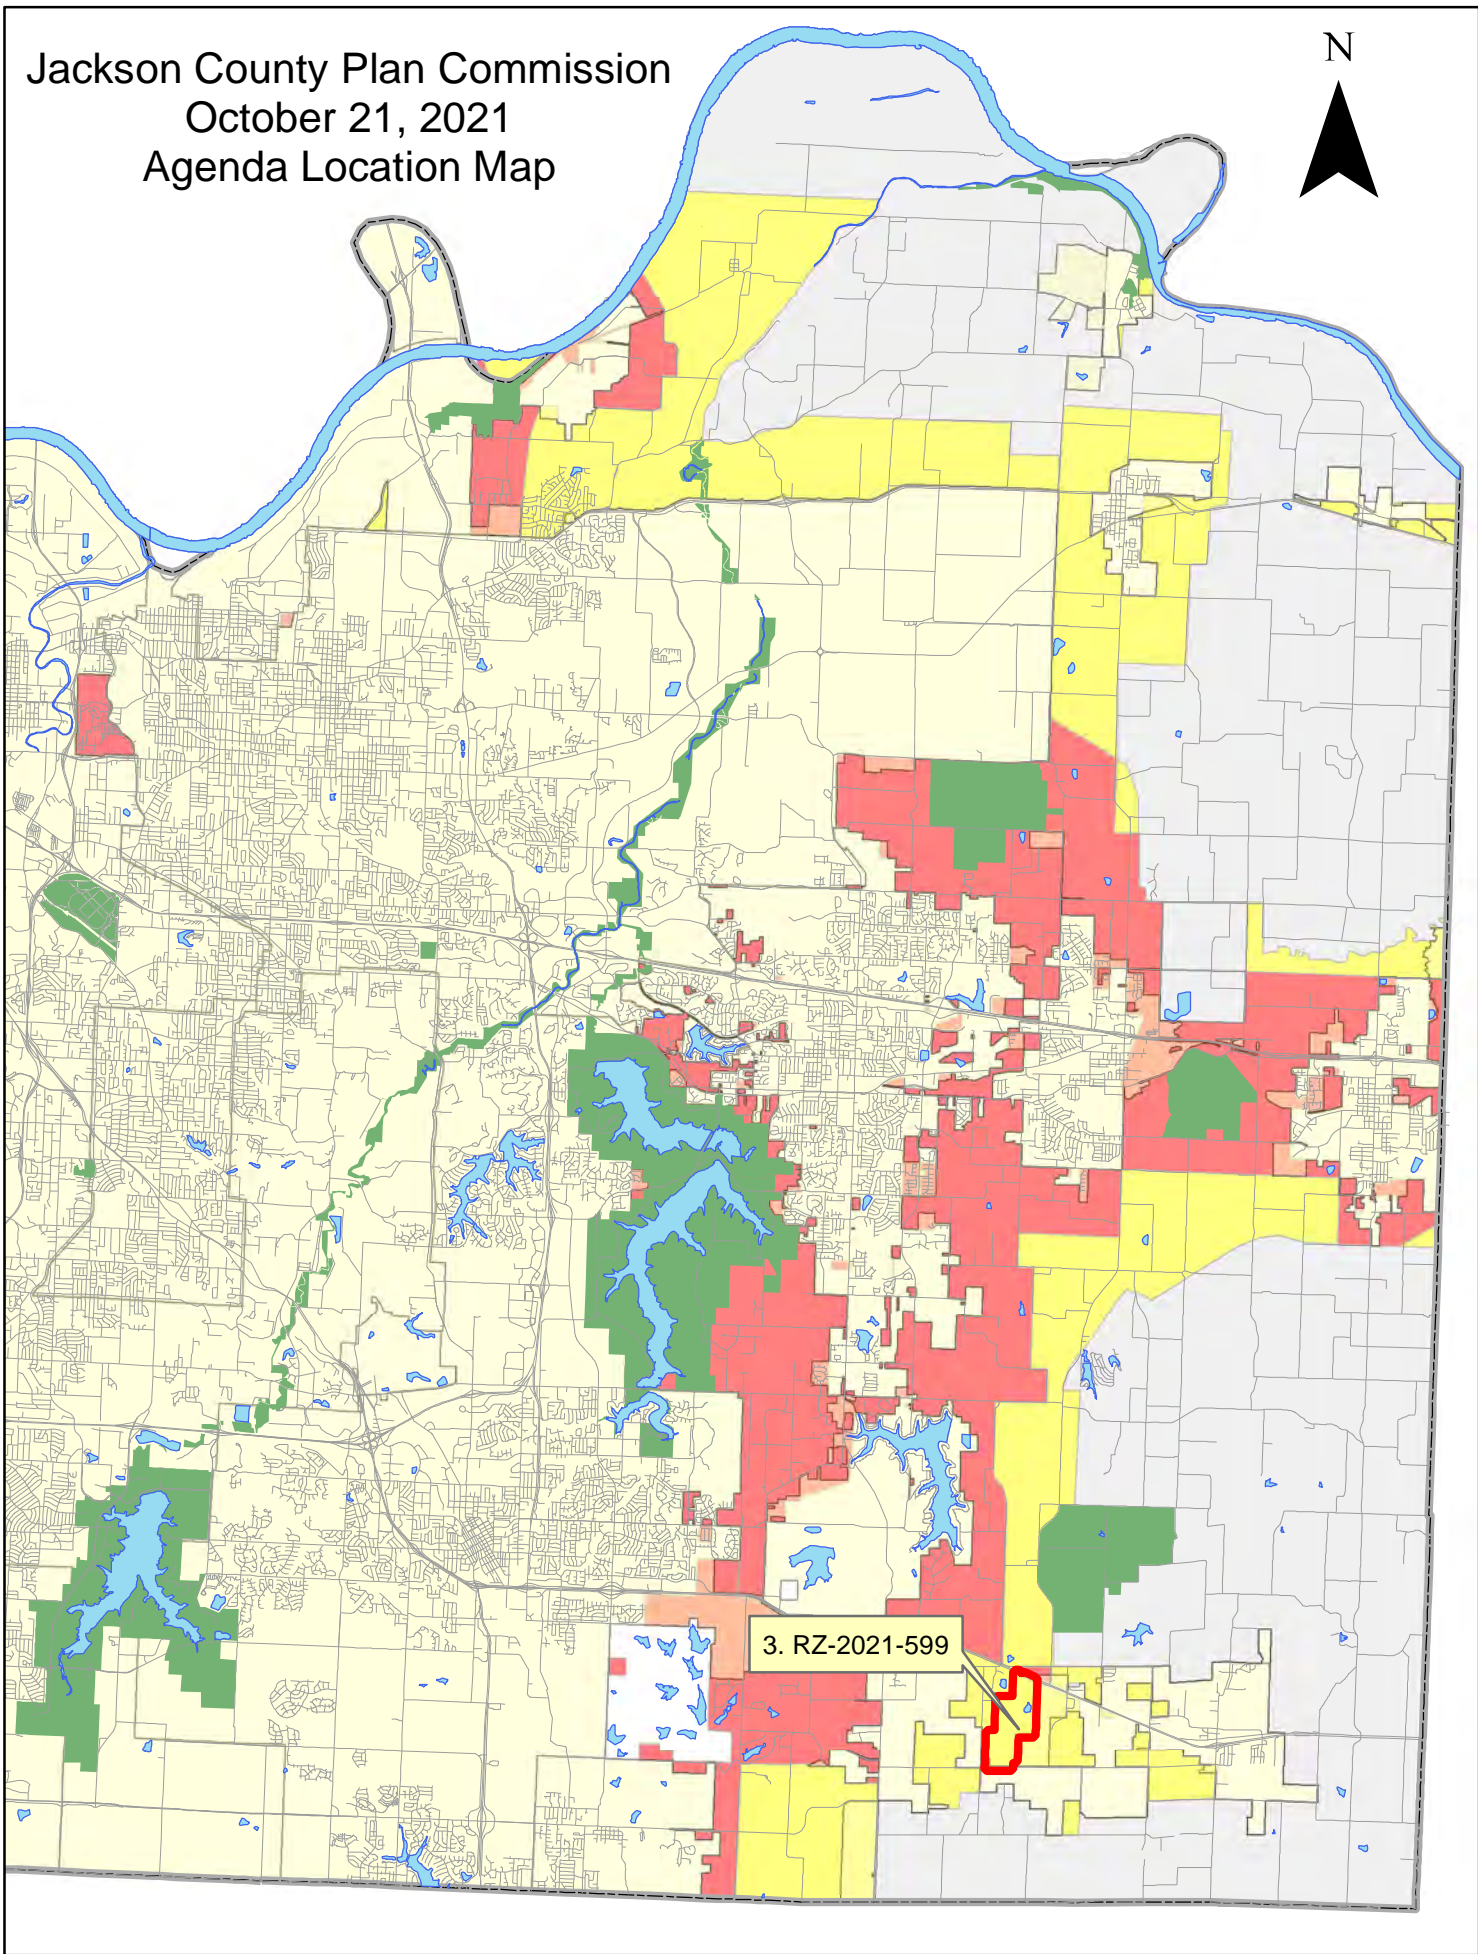 Jackson County Plan Commission
October 21, 2021
Agenda Location Map
N
3. RZ-2021-599